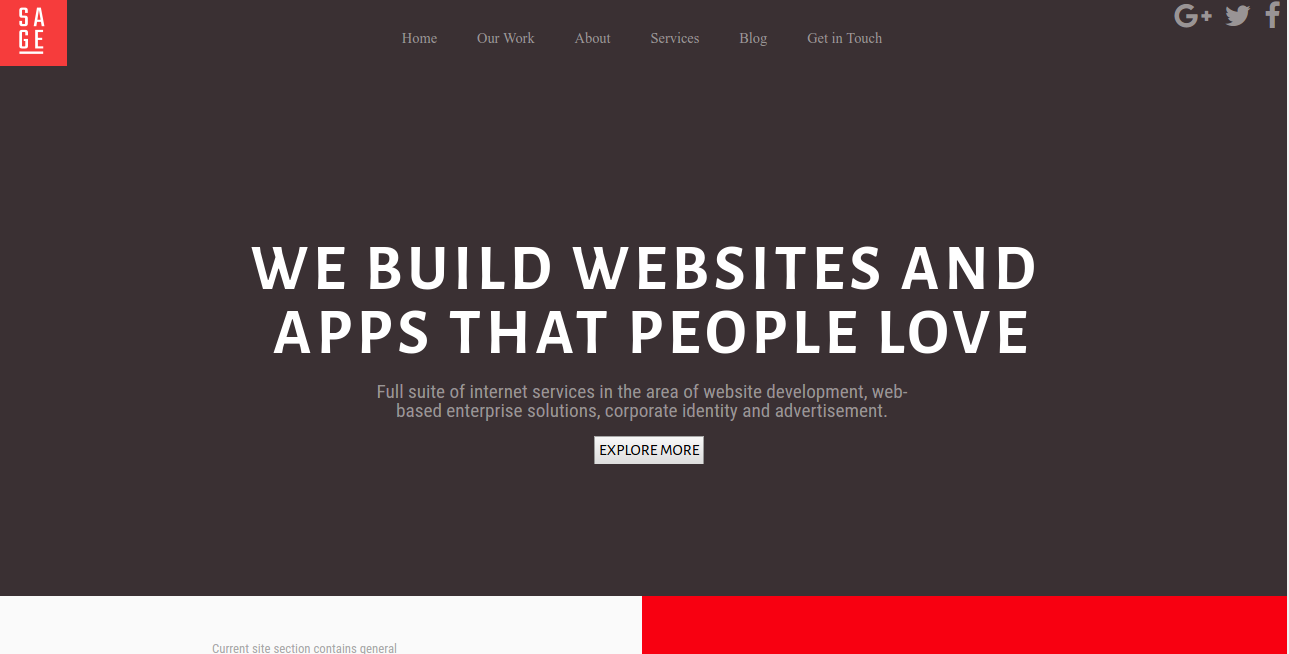 SA
GE
Home Our Work About Services Blog Get in Touch
G+
f
WE BUILD WEBSITES AND
APPS THAT PEOPLE LOVE
Full suite of internet services in the area of website development, web-
based enterprise solutions, corporate identity and advertisement.
EXPLORE MORE
Current site section contains general